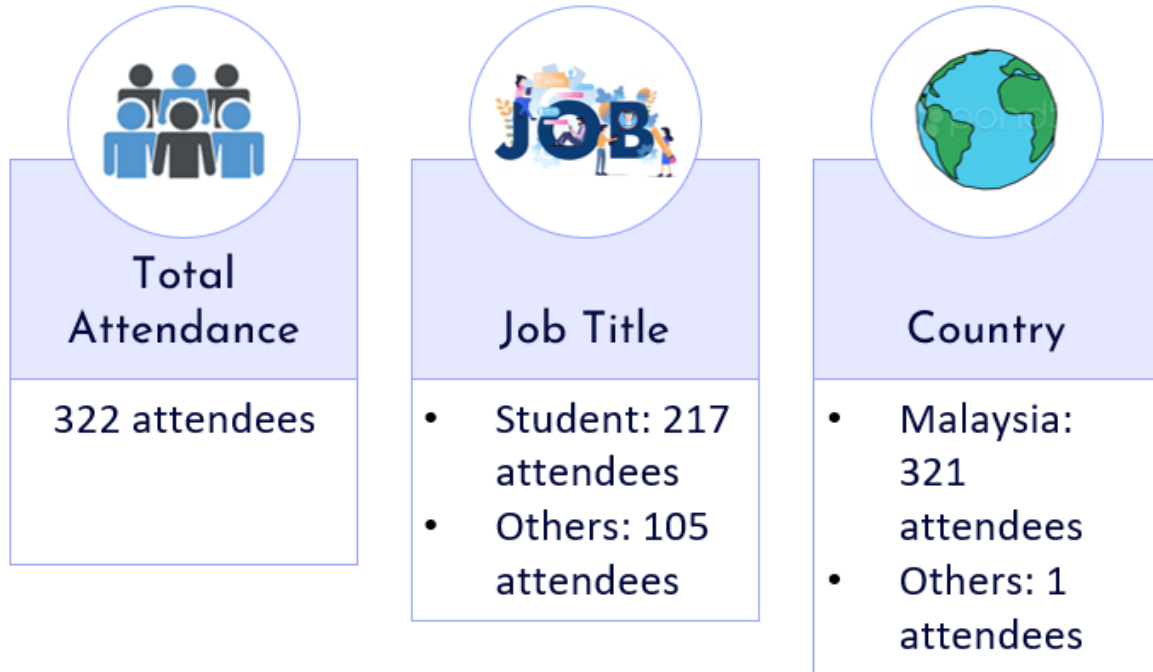 JOB
pond
Total
Attendance
Job Title
Country
322 attendees
• Student: 217
attendees
• Others: 105
attendees
• Malaysia:
321
attendees
• Others: 1
attendees